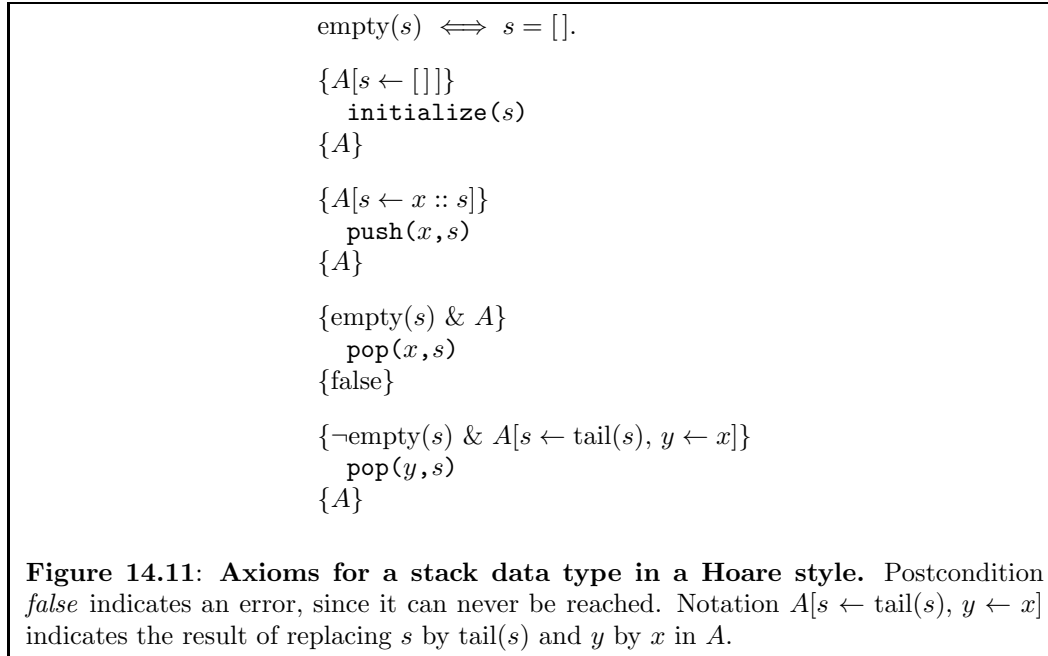 empty(s) ⟺ s = [ ].
{A[s ← [ ] ]}
initialize(s)
{A}
{A[s ← x :: s]}
push(x,s)
{A}
{empty(s) & A}
pop(x,s)
{false}
{¬empty(s) & A[s ← tail(s), y ← x]}
pop(y,s)
{A}
Figure 14.11: Axioms for a stack data type in a Hoare style. Postcondition
false indicates an error, since it can never be reached. Notation A[s ← tail(s), y ← x]
indicates the result of replacing s by tail(s) and y by x in A.